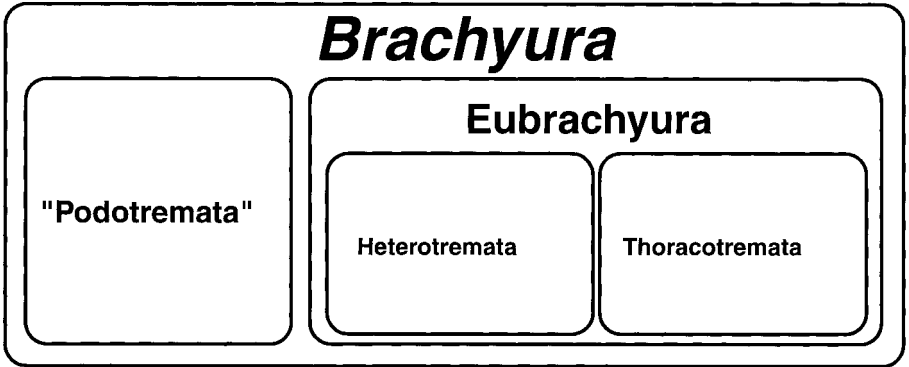 Brachyura
Eubrachyura
"Podotremata"
Heterotremata
Thoracotremata